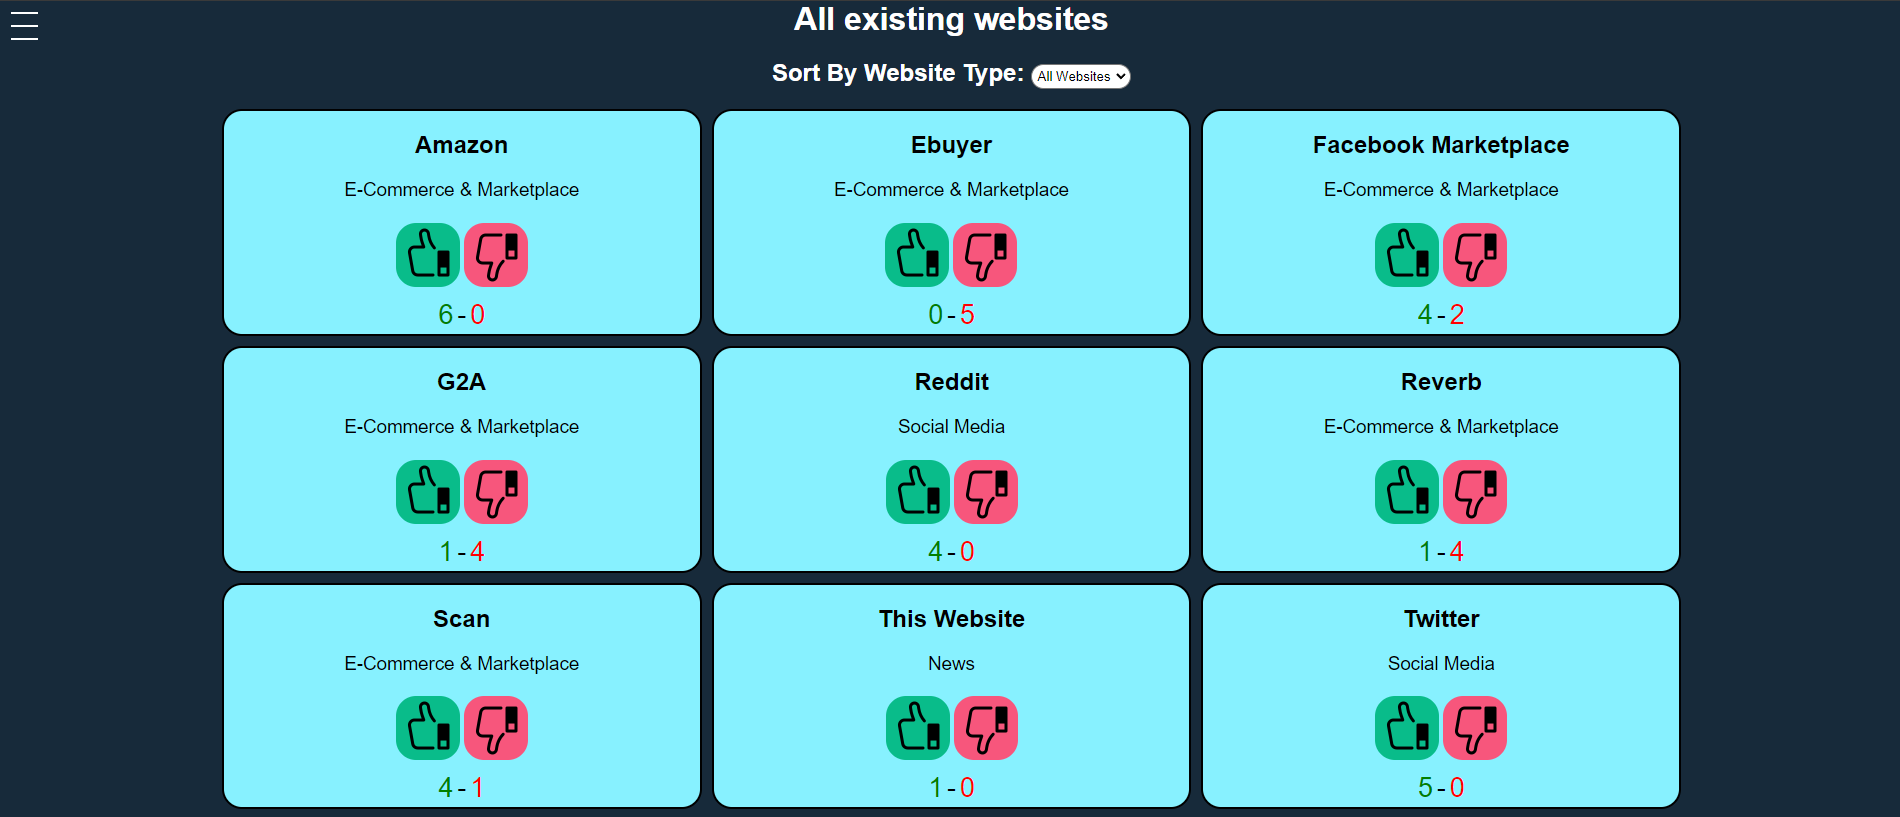 All existing websites
Sort By Website Type: All Websites
Amazon
E-Commerce & Marketplace
6 - 0
Ebuyer
E-Commerce & Marketplace
0 - 5
Facebook Marketplace
E-Commerce & Marketplace
4 - 2
G2A
E-Commerce & Marketplace
1 - 4
Reddit
Social Media
4 - 0
Reverb
E-Commerce & Marketplace
1 - 4
Scan
E-Commerce & Marketplace
4 - 1
This Website
News
1 - 0
Twitter
Social Media
5 - 0